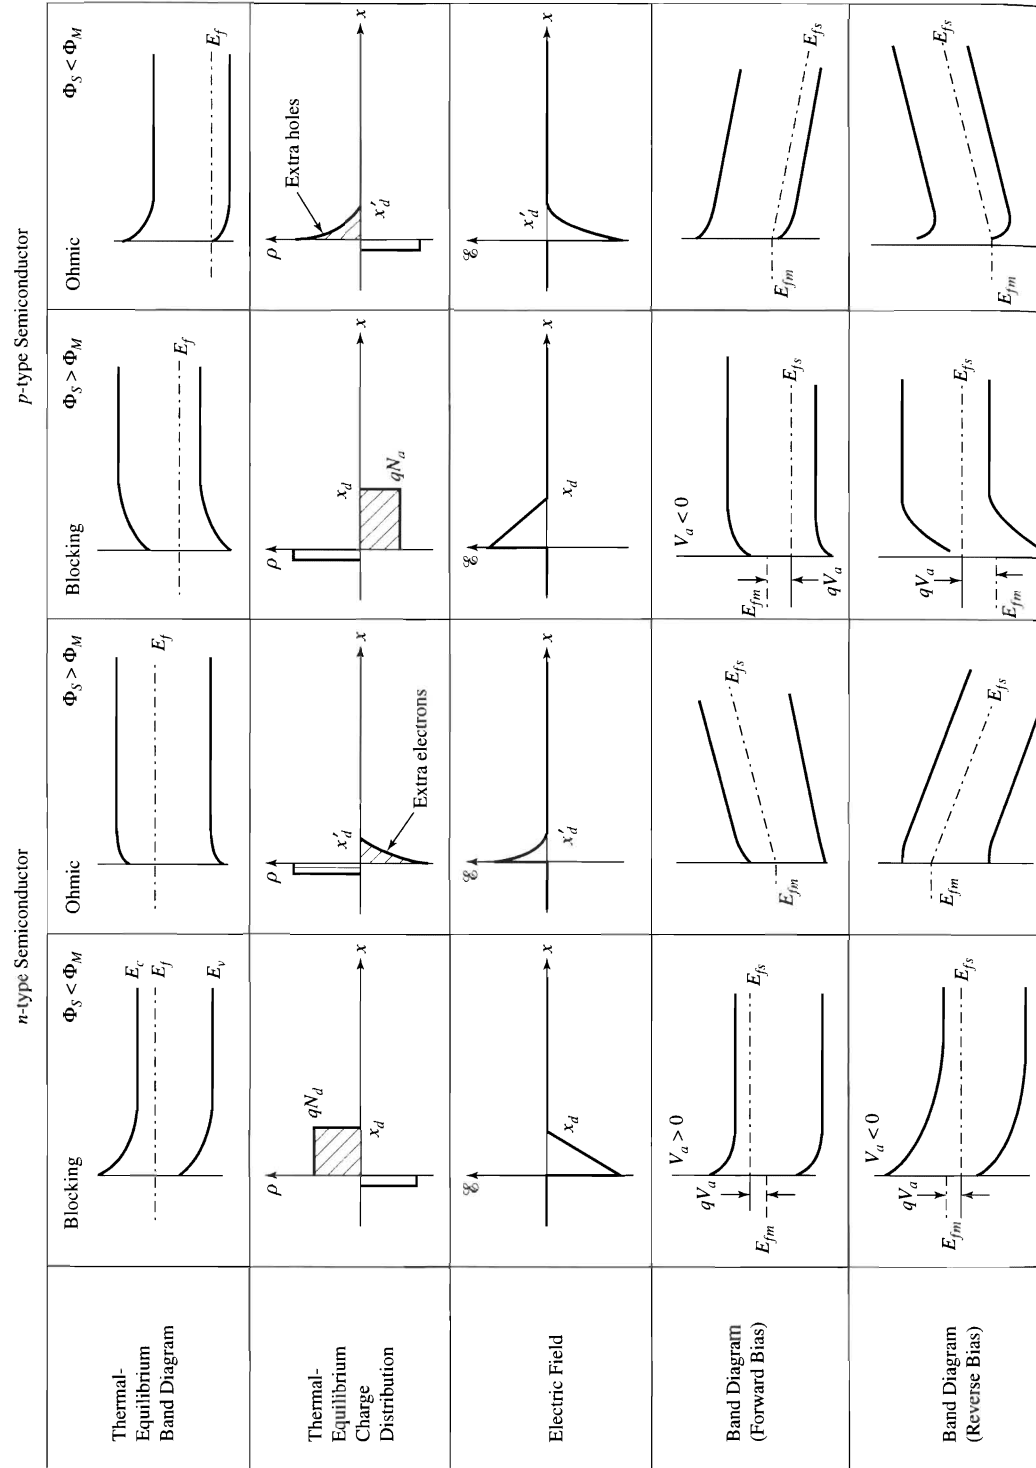 n-type Semiconductor
p-type Semiconductor
Blocking
Φ_S < Φ_M
Ohmic
Φ_S > Φ_M
Blocking
Φ_S > Φ_M
Ohmic
Φ_S < Φ_M
Thermal-
Equilibrium
Band Diagram
E_c
E_f
E_v
E_f
E_f
E_f
Thermal-
Equilibrium
Charge
Distribution
ρ
qN_d
x_d
x
ρ
x′_d
Extra electrons
x
ρ
x_d
qN_a
x
ρ
Extra holes
x′_d
x
Electric Field
ℰ
x_d
x
ℰ
x′_d
x
ℰ
x_d
x
ℰ
x′_d
x
Band Diagram
(Forward Bias)
V_a > 0
qV_a
E_fm
E_fs
E_fm
E_fs
V_a < 0
E_fm
qV_a
E_fs
E_fm
E_fs
Band Diagram
(Reverse Bias)
V_a < 0
qV_a
E_fm
E_fs
E_fm
E_fs
qV_a
E_fm
E_fs
E_fm
E_fs